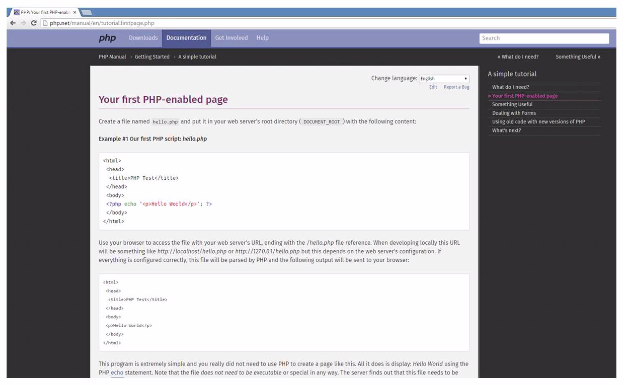 PHP: Your first PHP-enabl
php.net/manual/en/tutorial.firstpage.php
php Downloads Documentation Get Involved Help Search
PHP Manual › Getting Started › A simple tutorial « What do I need? Something Useful »
Change language: English
Edit Report a Bug
Your first PHP-enabled page
Create a file named hello.php and put it in your web server's root directory (DOCUMENT_ROOT) with the following content:
Example #1 Our first PHP script: hello.php
<html>
<head>
<title>PHP Test</title>
</head>
<body>
<?php echo '<p>Hello World</p>'; ?>
</body>
</html>
Use your browser to access the file with your web server's URL, ending with the /hello.php file reference. When developing locally this URL
will be something like http://localhost/hello.php or http://127.0.0.1/hello.php but this depends on the web server's configuration. If
everything is configured correctly, this file will be parsed by PHP and the following output will be sent to your browser:
<html>
<head>
<title>PHP Test</title>
</head>
<body>
<p>Hello World</p>
</body>
</html>
This program is extremely simple and you really did not need to use PHP to create a page like this. All it does is display: Hello World using the
PHP echo statement. Note that the file does not need to be executable or special in any way. The server finds out that this file needs to be
A simple tutorial
What do I need?
» Your first PHP-enabled page
Something Useful
Dealing with Forms
Using old code with new versions of PHP
What's next?